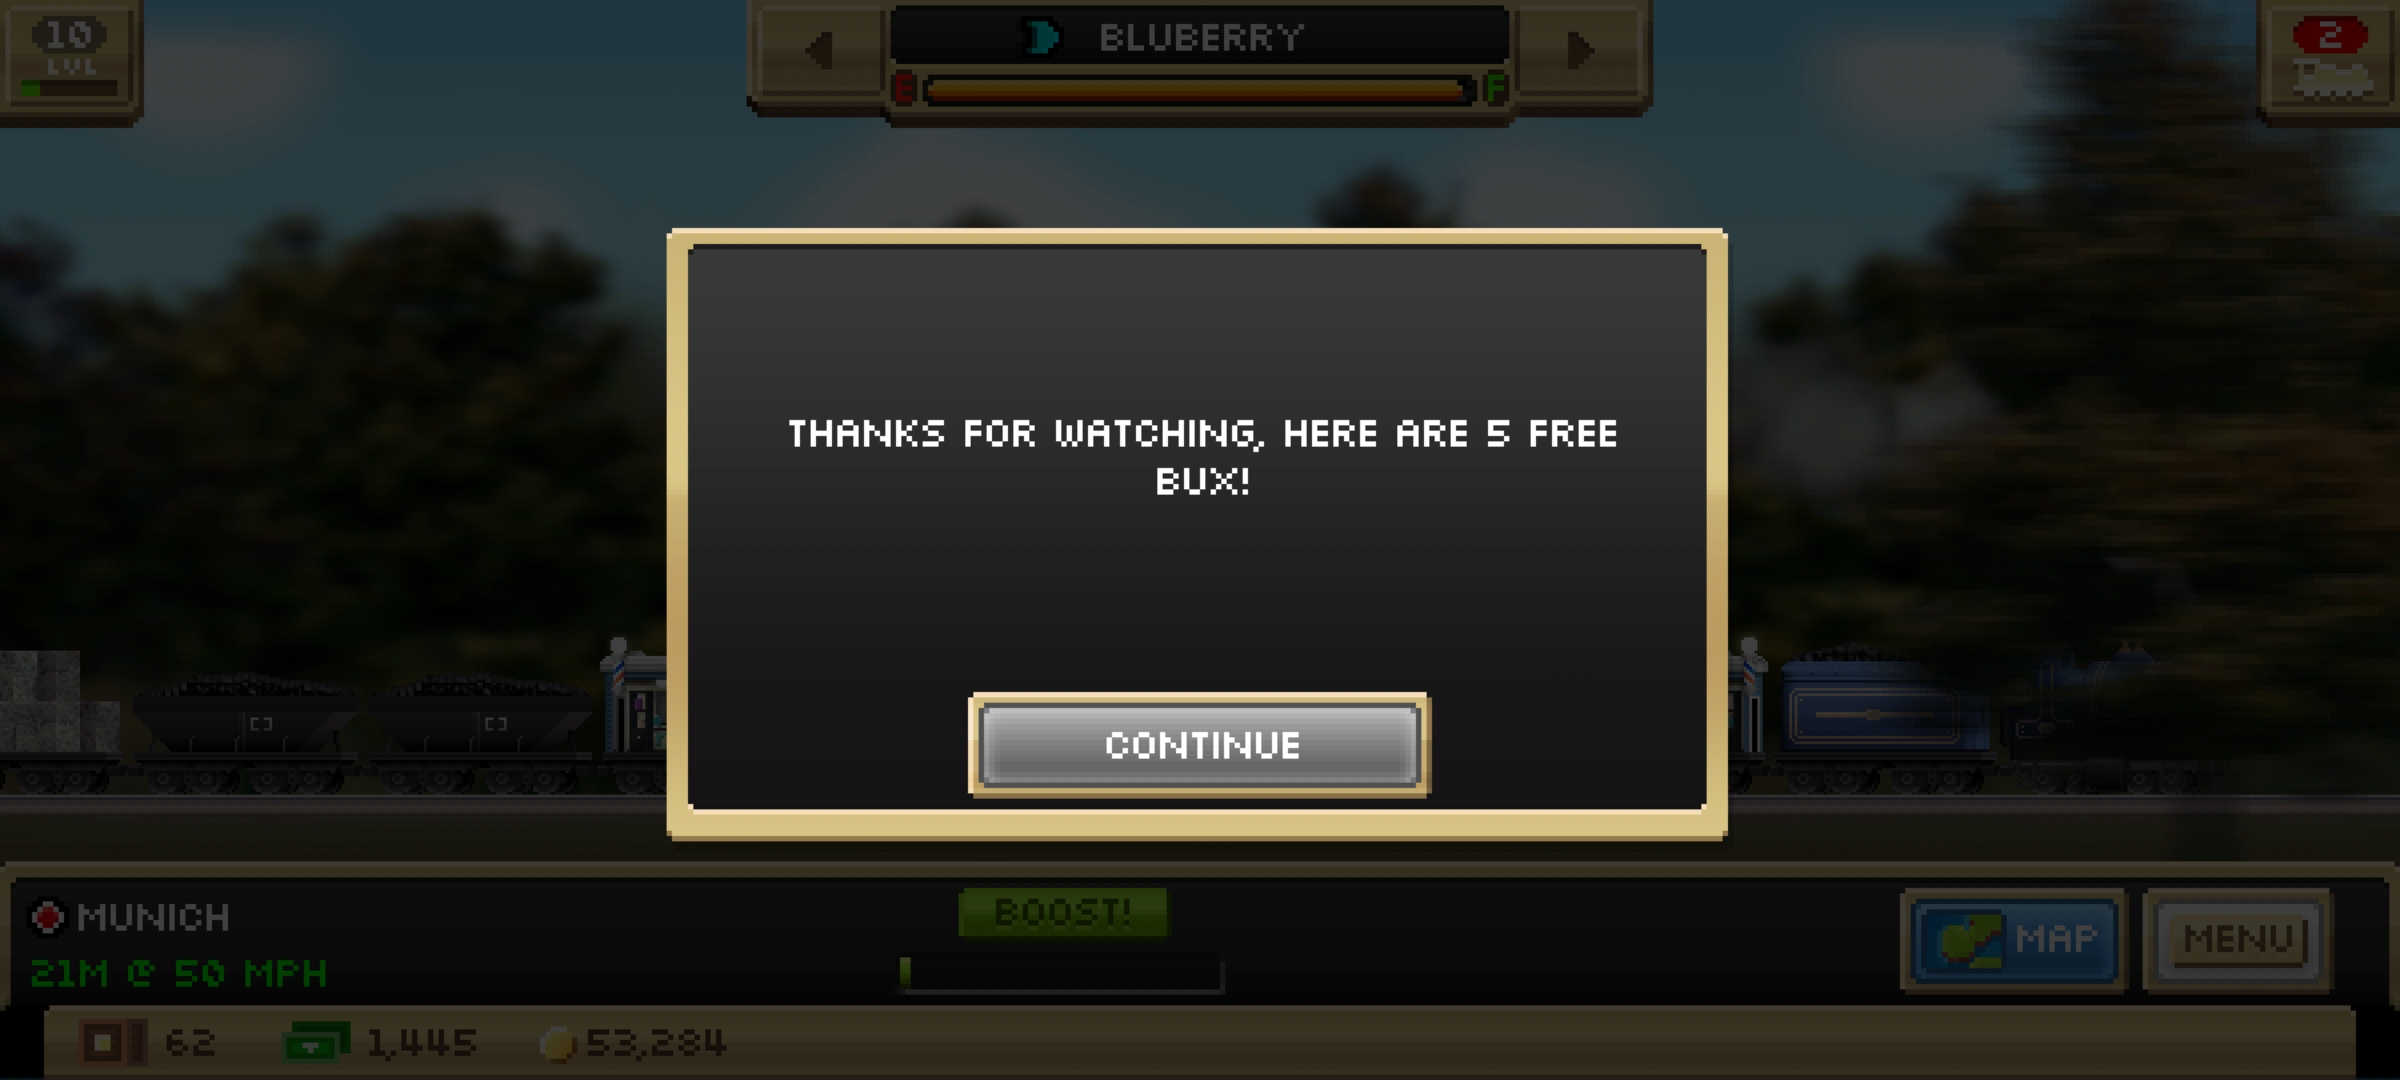 10
LVL
BLUBERRY
E
F
2
THANKS FOR WATCHING, HERE ARE 5 FREE
BUX!
CONTINUE
MUNICH
21M @ 50 MPH
BOOST!
MAP
MENU
62
1,445
53,284